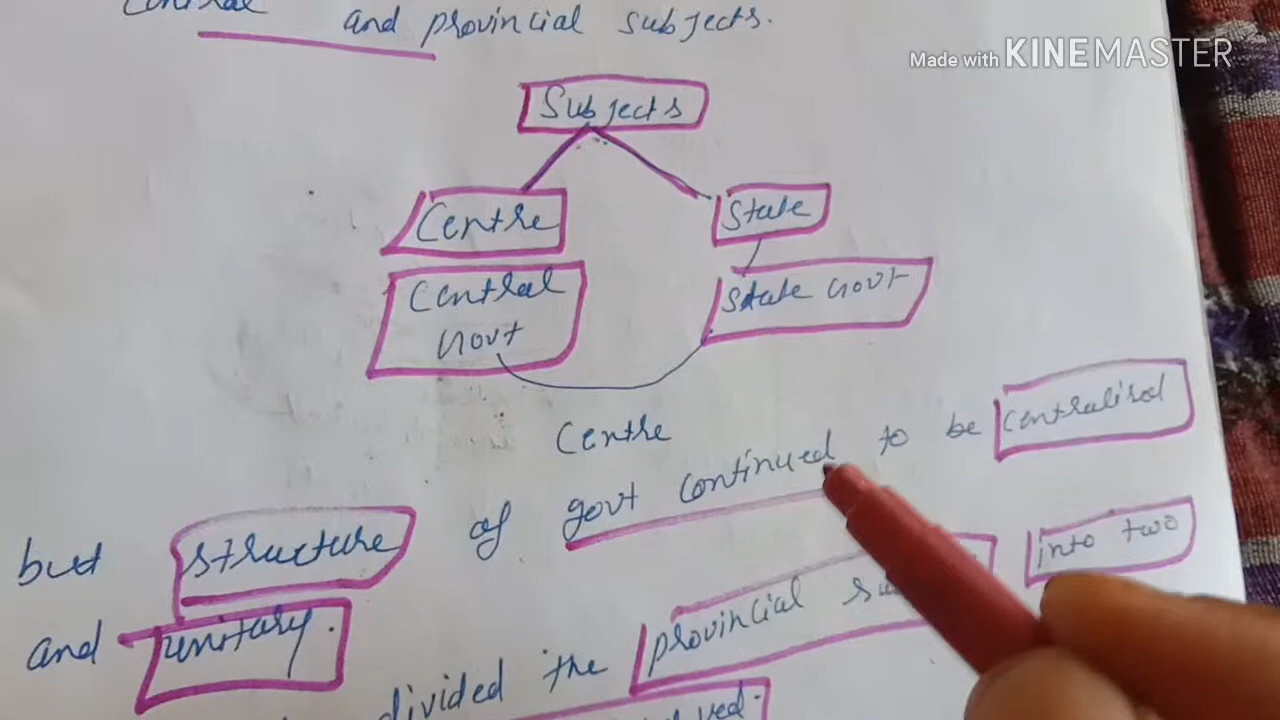 Central and provincial subjects.
Made with KINEMASTER
Subjects
Centre
State
Central
Govt
State Govt
Centre
but structure of govt continued to be centralised
and unitary.
divided the provincial into two